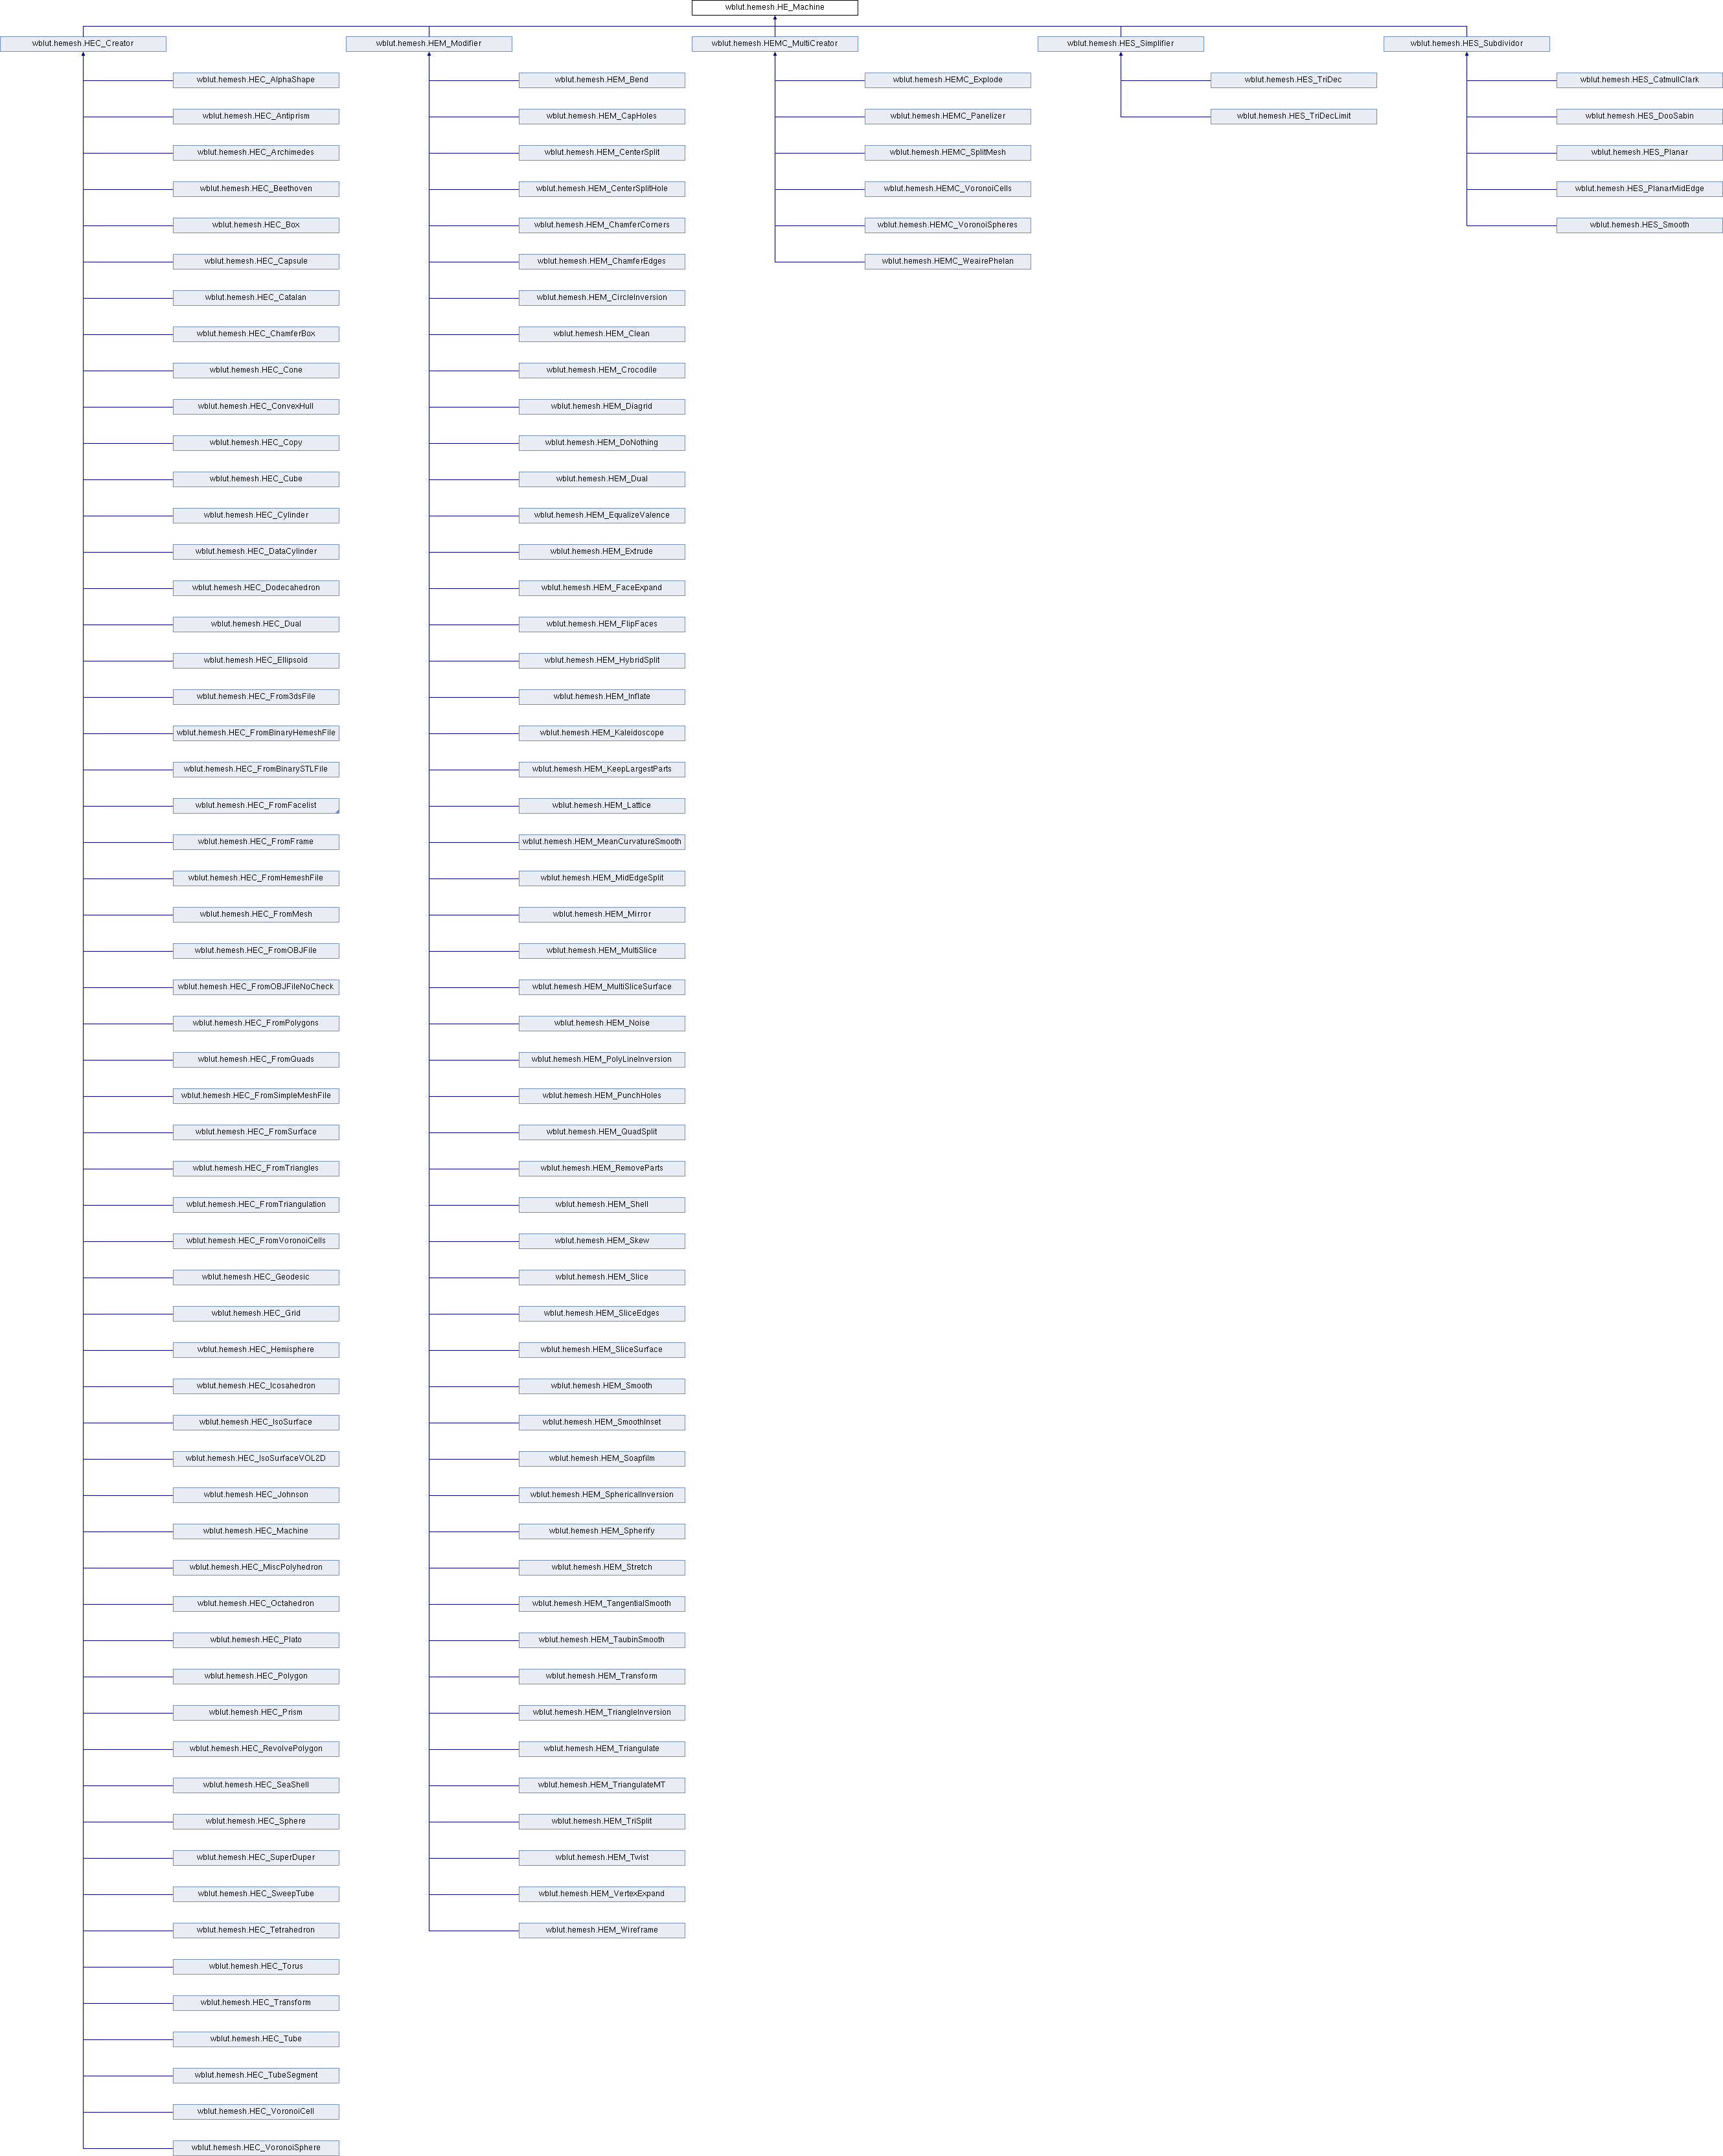 wblut.hemesh.HE_Machine
wblut.hemesh.HEC_Creator
wblut.hemesh.HEM_Modifier
wblut.hemesh.HEMC_MultiCreator
wblut.hemesh.HES_Simplifier
wblut.hemesh.HES_Subdividor
wblut.hemesh.HEC_AlphaShape
wblut.hemesh.HEC_Antiprism
wblut.hemesh.HEC_Archimedes
wblut.hemesh.HEC_Beethoven
wblut.hemesh.HEC_Box
wblut.hemesh.HEC_Capsule
wblut.hemesh.HEC_Catalan
wblut.hemesh.HEC_ChamferBox
wblut.hemesh.HEC_Cone
wblut.hemesh.HEC_ConvexHull
wblut.hemesh.HEC_Copy
wblut.hemesh.HEC_Cube
wblut.hemesh.HEC_Cylinder
wblut.hemesh.HEC_DataCylinder
wblut.hemesh.HEC_Dodecahedron
wblut.hemesh.HEC_Dual
wblut.hemesh.HEC_Ellipsoid
wblut.hemesh.HEC_From3dsFile
wblut.hemesh.HEC_FromBinaryHemeshFile
wblut.hemesh.HEC_FromBinarySTLFile
wblut.hemesh.HEC_FromFacelist
wblut.hemesh.HEC_FromFrame
wblut.hemesh.HEC_FromHemeshFile
wblut.hemesh.HEC_FromMesh
wblut.hemesh.HEC_FromOBJFile
wblut.hemesh.HEC_FromOBJFileNoCheck
wblut.hemesh.HEC_FromPolygons
wblut.hemesh.HEC_FromQuads
wblut.hemesh.HEC_FromSimpleMeshFile
wblut.hemesh.HEC_FromSurface
wblut.hemesh.HEC_FromTriangles
wblut.hemesh.HEC_FromTriangulation
wblut.hemesh.HEC_FromVoronoiCells
wblut.hemesh.HEC_Geodesic
wblut.hemesh.HEC_Grid
wblut.hemesh.HEC_Hemisphere
wblut.hemesh.HEC_Icosahedron
wblut.hemesh.HEC_IsoSurface
wblut.hemesh.HEC_IsoSurfaceVOL2D
wblut.hemesh.HEC_Johnson
wblut.hemesh.HEC_Machine
wblut.hemesh.HEC_MiscPolyhedron
wblut.hemesh.HEC_Octahedron
wblut.hemesh.HEC_Plato
wblut.hemesh.HEC_Polygon
wblut.hemesh.HEC_Prism
wblut.hemesh.HEC_RevolvePolygon
wblut.hemesh.HEC_SeaShell
wblut.hemesh.HEC_Sphere
wblut.hemesh.HEC_SuperDuper
wblut.hemesh.HEC_SweepTube
wblut.hemesh.HEC_Tetrahedron
wblut.hemesh.HEC_Torus
wblut.hemesh.HEC_Transform
wblut.hemesh.HEC_Tube
wblut.hemesh.HEC_TubeSegment
wblut.hemesh.HEC_VoronoiCell
wblut.hemesh.HEC_VoronoiSphere
wblut.hemesh.HEM_Bend
wblut.hemesh.HEM_CapHoles
wblut.hemesh.HEM_CenterSplit
wblut.hemesh.HEM_CenterSplitHole
wblut.hemesh.HEM_ChamferCorners
wblut.hemesh.HEM_ChamferEdges
wblut.hemesh.HEM_CircleInversion
wblut.hemesh.HEM_Clean
wblut.hemesh.HEM_Crocodile
wblut.hemesh.HEM_Diagrid
wblut.hemesh.HEM_DoNothing
wblut.hemesh.HEM_Dual
wblut.hemesh.HEM_EqualizeValence
wblut.hemesh.HEM_Extrude
wblut.hemesh.HEM_FaceExpand
wblut.hemesh.HEM_FlipFaces
wblut.hemesh.HEM_HybridSplit
wblut.hemesh.HEM_Inflate
wblut.hemesh.HEM_Kaleidoscope
wblut.hemesh.HEM_KeepLargestParts
wblut.hemesh.HEM_Lattice
wblut.hemesh.HEM_MeanCurvatureSmooth
wblut.hemesh.HEM_MidEdgeSplit
wblut.hemesh.HEM_Mirror
wblut.hemesh.HEM_MultiSlice
wblut.hemesh.HEM_MultiSliceSurface
wblut.hemesh.HEM_Noise
wblut.hemesh.HEM_PolyLineInversion
wblut.hemesh.HEM_PunchHoles
wblut.hemesh.HEM_QuadSplit
wblut.hemesh.HEM_RemoveParts
wblut.hemesh.HEM_Shell
wblut.hemesh.HEM_Skew
wblut.hemesh.HEM_Slice
wblut.hemesh.HEM_SliceEdges
wblut.hemesh.HEM_SliceSurface
wblut.hemesh.HEM_Smooth
wblut.hemesh.HEM_SmoothInset
wblut.hemesh.HEM_Soapfilm
wblut.hemesh.HEM_SphericalInversion
wblut.hemesh.HEM_Spherify
wblut.hemesh.HEM_Stretch
wblut.hemesh.HEM_TangentialSmooth
wblut.hemesh.HEM_TaubinSmooth
wblut.hemesh.HEM_Transform
wblut.hemesh.HEM_TriangleInversion
wblut.hemesh.HEM_Triangulate
wblut.hemesh.HEM_TriangulateMT
wblut.hemesh.HEM_TriSplit
wblut.hemesh.HEM_Twist
wblut.hemesh.HEM_VertexExpand
wblut.hemesh.HEM_Wireframe
wblut.hemesh.HEMC_Explode
wblut.hemesh.HEMC_Panelizer
wblut.hemesh.HEMC_SplitMesh
wblut.hemesh.HEMC_VoronoiCells
wblut.hemesh.HEMC_VoronoiSpheres
wblut.hemesh.HEMC_WeairePhelan
wblut.hemesh.HES_TriDec
wblut.hemesh.HES_TriDecLimit
wblut.hemesh.HES_CatmullClark
wblut.hemesh.HES_DooSabin
wblut.hemesh.HES_Planar
wblut.hemesh.HES_PlanarMidEdge
wblut.hemesh.HES_Smooth